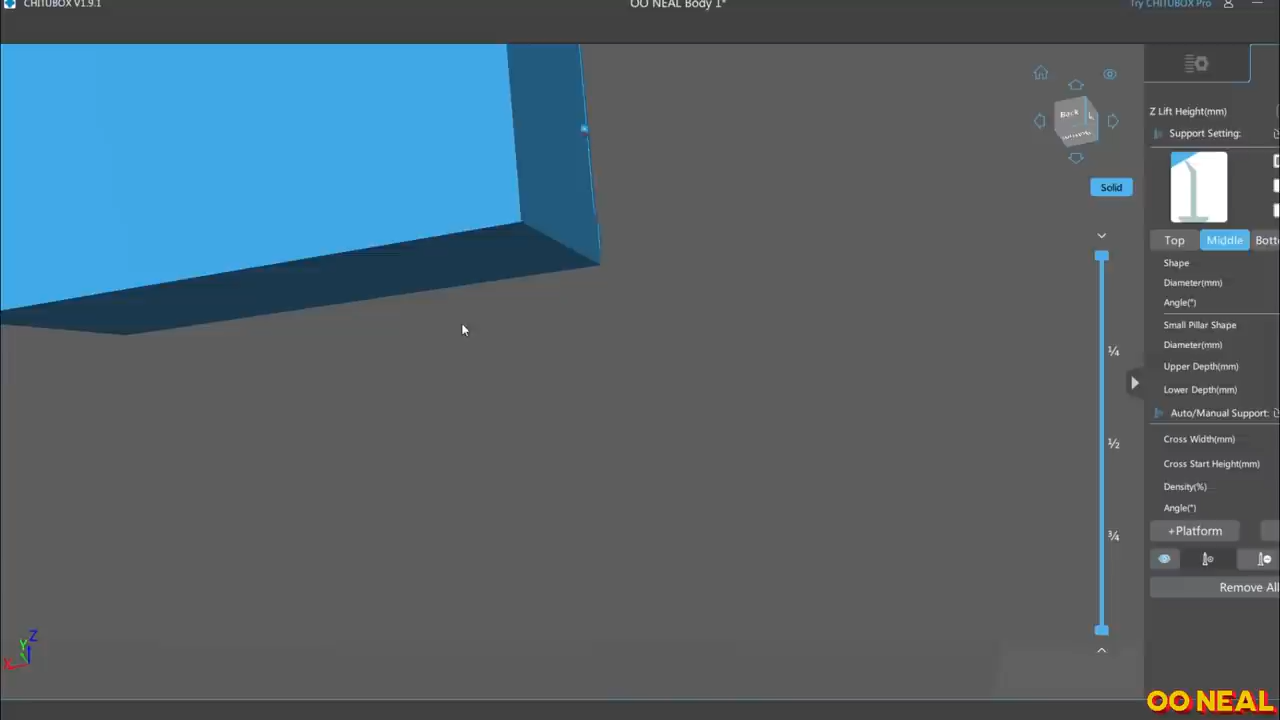 CHITUBOX V1.9.1
OO NEAL Body 1*
Try CHITUBOX Pro
Back
Solid
Z Lift Height(mm)
Support Setting:
Top
Middle
Shape
Diameter(mm)
Angle(°)
Small Pillar Shape
Diameter(mm)
Upper Depth(mm)
Lower Depth(mm)
Auto/Manual Support:
Cross Width(mm)
Cross Start Height(mm)
Density(%)
Angle(°)
+Platform
Remove All
¼
½
¾
Z
Y
X
OO NEAL